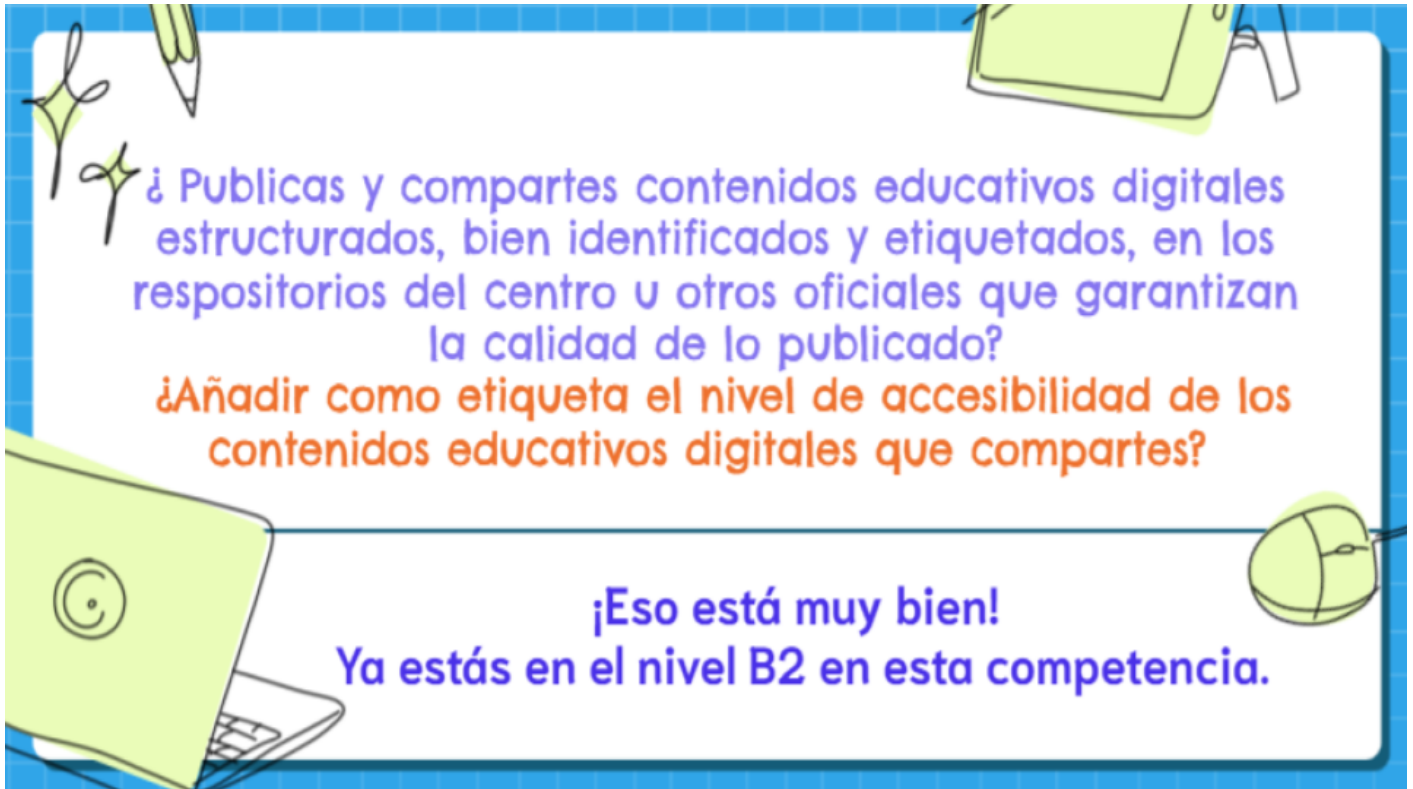 ¿ Publicas y compartes contenidos educativos digitales
estructurados, bien identificados y etiquetados, en los
respositorios del centro u otros oficiales que garantizan
la calidad de lo publicado?
¿Añadir como etiqueta el nivel de accesibilidad de los
contenidos educativos digitales que compartes?
¡Eso está muy bien!
Ya estás en el nivel B2 en esta competencia.